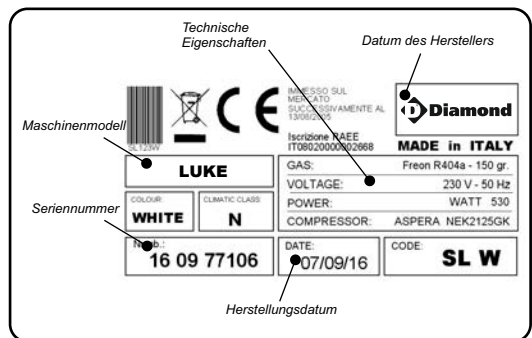 Technische
Eigenschaften
Datum des Herstellers
IMMESSO SUL
MERCATO
SUCCESSIVAMENTE AL
13/08/2005
Diamond
SL123W
Iscrizione RAEE
IT08020000002668
MADE in ITALY
Maschinenmodell
LUKE
GAS: Freon R404a - 150 gr.
VOLTAGE: 230 V - 50 Hz
POWER: WATT 530
COMPRESSOR: ASPERA NEK2125GK
COLOUR:
WHITE
CLIMATIC CLASS
N
Seriennummer
16 09 77106
DATE:
07/09/16
CODE:
SL W
Herstellungsdatum